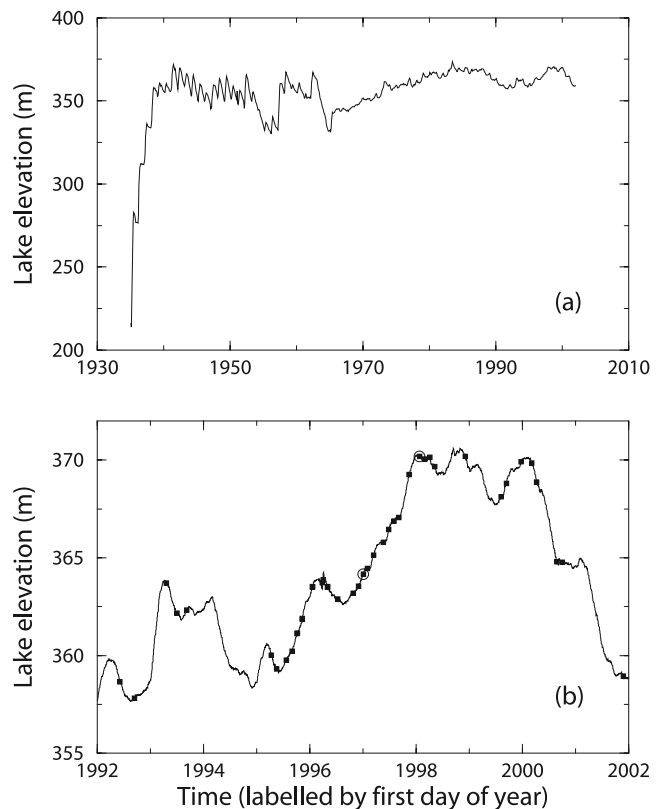 400
350
300
250
200
Lake elevation (m)
(a)
1930 1950 1970 1990 2010
370
365
360
355
Lake elevation (m)
(b)
1992 1994 1996 1998 2000 2002
Time (labelled by first day of year)